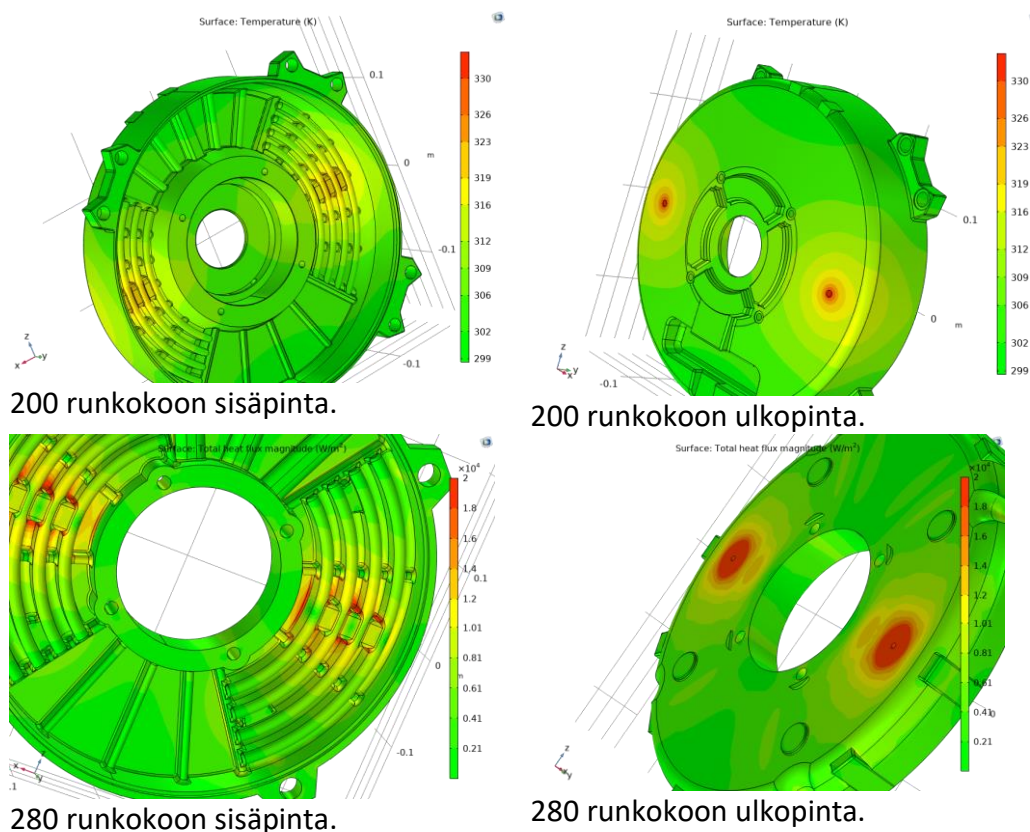 Surface: Temperature (K)
0.1
0
m
-0.1
330
326
323
319
316
312
309
306
302
299
z
y
x
200 runkokoon sisäpinta.
Surface: Temperature (K)
0.1
0
m
-0.1
330
326
323
319
316
312
309
306
302
299
z
y
x
200 runkokoon ulkopinta.
Surface: Total heat flux magnitude (W/m²)
×10⁴
2
1.6
1.4
1.2
1.01
0.81
0.61
0.41
0.21
0.1
0
m
-0.1
0.1
z
x
y
280 runkokoon sisäpinta.
Surface: Total heat flux magnitude (W/m²)
×10⁴
2
1.6
1.4
1.2
1.01
0.81
0.61
0.41
0.21
0
z
y
280 runkokoon ulkopinta.